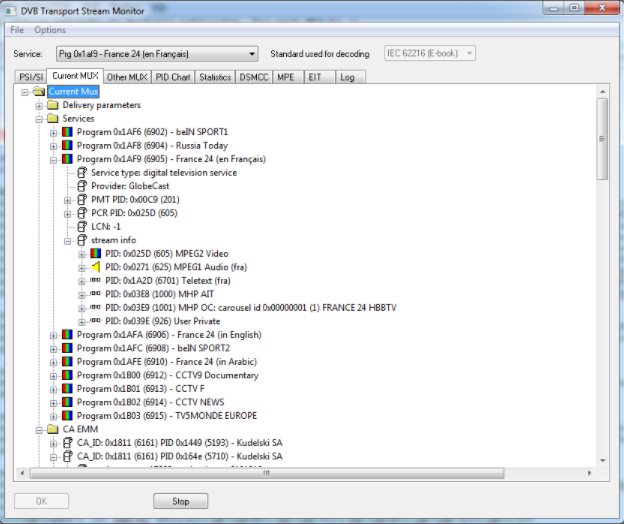 DVB Transport Stream Monitor
File Options
Service: Prg 0x1af9 - France 24 (en Français) Standard used for decoding IEC 62216 (E-book)
PSI/SI Current MUX Other MUX PID Chart Statistics DSMCC MPE EIT Log
Current Mux
Delivery parameters
Services
Program 0x1AF6 (6902) - beIN SPORT1
Program 0x1AF8 (6904) - Russia Today
Program 0x1AF9 (6905) - France 24 (en Français)
Service type: digital television service
Provider: GlobeCast
PMT PID: 0x00C9 (201)
PCR PID: 0x025D (605)
LCN: -1
stream info
PID: 0x025D (605) MPEG2 Video
PID: 0x0271 (625) MPEG1 Audio (fra)
PID: 0x1A2D (6701) Teletext (fra)
PID: 0x03E8 (1000) MHP AIT
PID: 0x03E9 (1001) MHP OC: carousel id 0x00000001 (1) FRANCE 24 HBBTV
PID: 0x039E (926) User Private
Program 0x1AFA (6906) - France 24 (in English)
Program 0x1AFC (6908) - beIN SPORT2
Program 0x1AFE (6910) - France 24 (in Arabic)
Program 0x1B00 (6912) - CCTV9 Documentary
Program 0x1B01 (6913) - CCTV F
Program 0x1B02 (6914) - CCTV NEWS
Program 0x1B03 (6915) - TV5MONDE EUROPE
CA EMM
CA_ID: 0x1811 (6161) PID 0x1449 (5193) - Kudelski SA
CA_ID: 0x1811 (6161) PID 0x164e (5710) - Kudelski SA
OK Stop